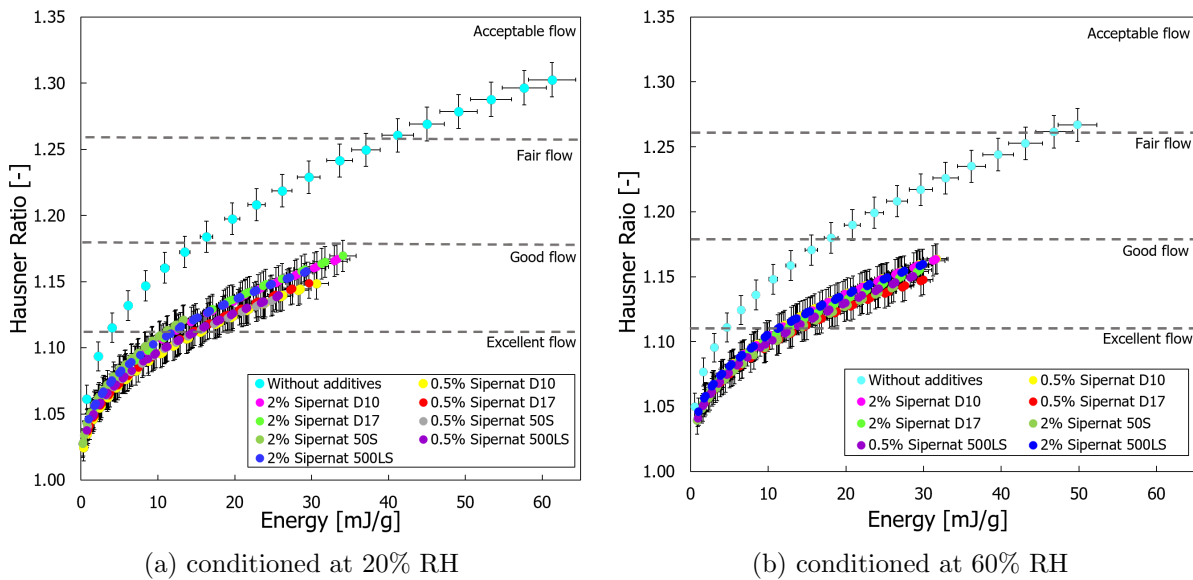 1.35
1.30
1.25
1.20
1.15
1.10
1.05
1.00
Hausner Ratio [-]
Acceptable flow
Fair flow
Good flow
Excellent flow
Without additives
0.5% Sipernat D10
2% Sipernat D10
0.5% Sipernat D17
2% Sipernat D17
0.5% Sipernat 50S
2% Sipernat 50S
0.5% Sipernat 500LS
2% Sipernat 500LS
0 10 20 30 40 50 60
Energy [mJ/g]
(a) conditioned at 20% RH
1.35
1.30
1.25
1.20
1.15
1.10
1.05
1.00
Hausner Raio [-]
Acceptable flow
Fair flow
Good flow
Excellent flow
Without additives
0.5% Sipernat D10
2% Sipernat D10
0.5% Sipernat D17
2% Sipernat D17
2% Sipernat 50S
0.5% Sipernat 500LS
2% Sipernat 500LS
0 10 20 30 40 50 60
Energy [mJ/g]
(b) conditioned at 60% RH